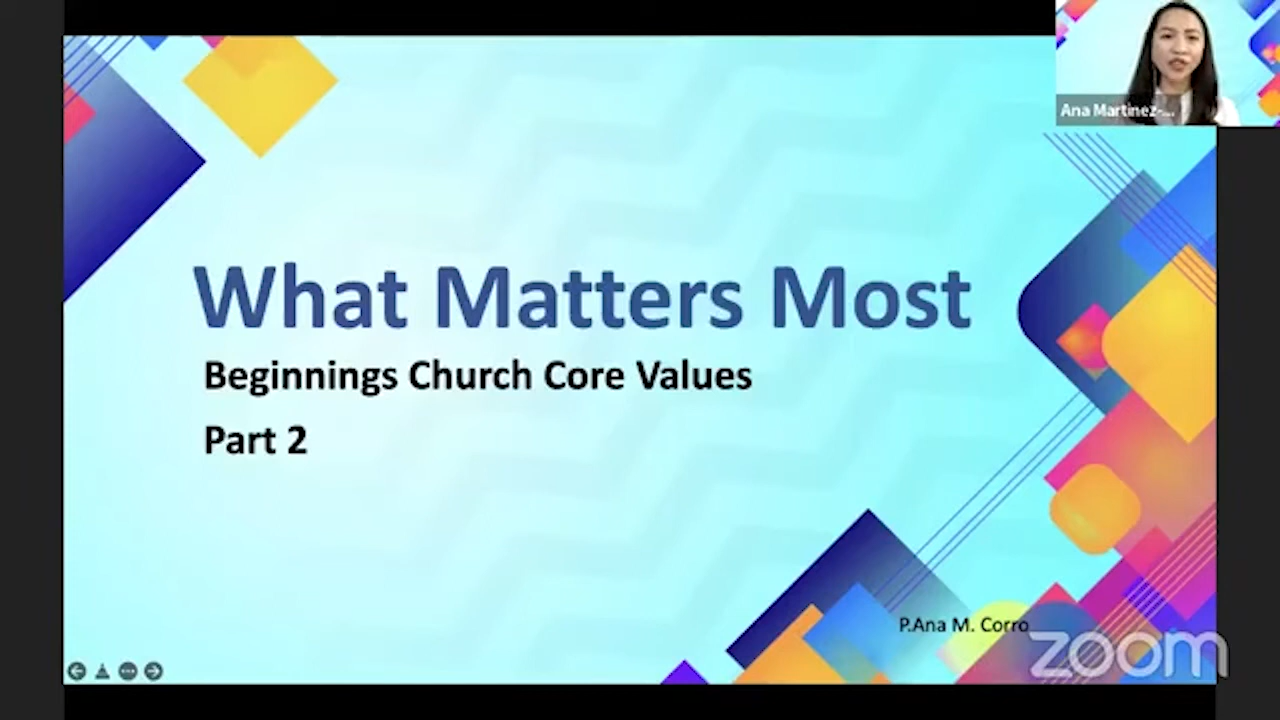 Ana Martinez-...
What Matters Most
Beginnings Church Core Values
Part 2
P.Ana M. Corro
zoom